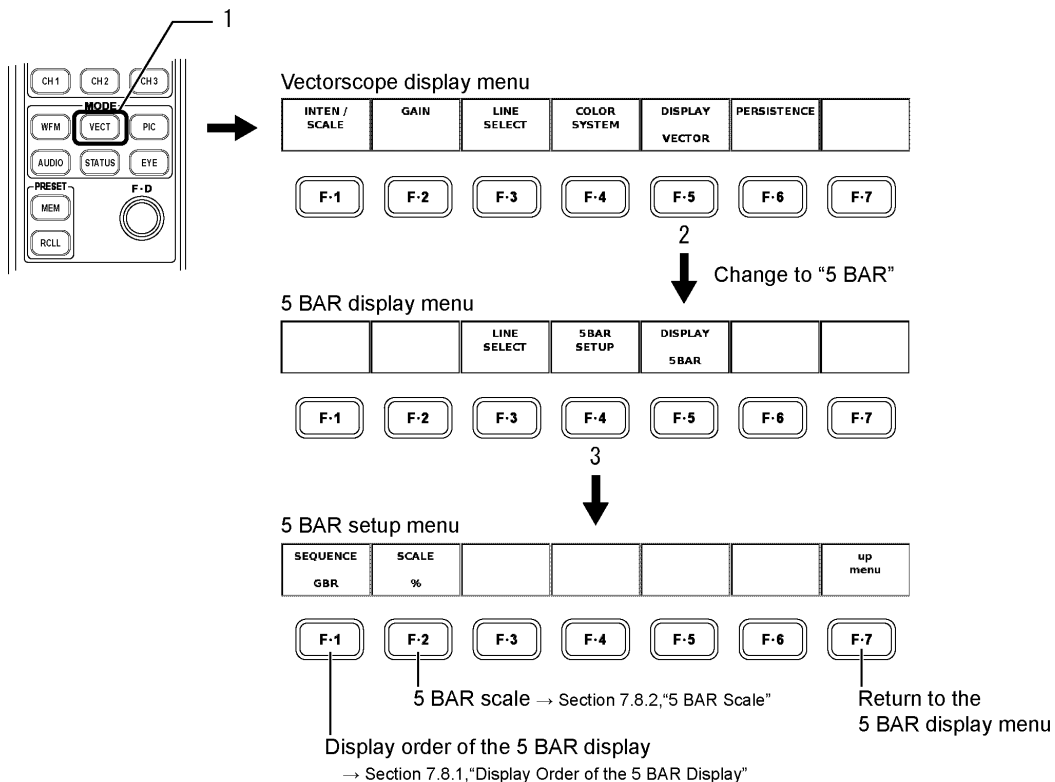 1
CH 1 CH 2 CH 3
MODE
WFM VECT PIC
AUDIO STATUS EYE
PRESET F·D
MEM
RCLL
Vectorscope display menu
INTEN / SCALE GAIN LINE SELECT COLOR SYSTEM DISPLAY VECTOR PERSISTENCE
F·1 F·2 F·3 F·4 F·5 F·6 F·7
2
Change to “5 BAR”
5 BAR display menu
LINE SELECT 5BAR SETUP DISPLAY 5BAR
F·1 F·2 F·3 F·4 F·5 F·6 F·7
3
5 BAR setup menu
SEQUENCE GBR SCALE % up menu
F·1 F·2 F·3 F·4 F·5 F·6 F·7
5 BAR scale → Section 7.8.2,“5 BAR Scale”
Return to the
5 BAR display menu
Display order of the 5 BAR display
→ Section 7.8.1,“Display Order of the 5 BAR Display”